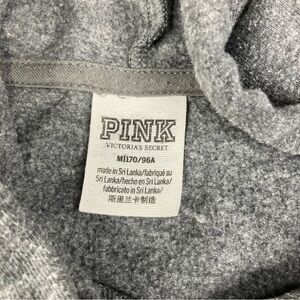 PINK
VICTORIA'S SECRET
M|170/96A
made in Sri Lanka/fabriqué au
Sri Lanka/hecho en Sri Lanka/
fabbricato in Sri Lanka/
斯里兰卡制造